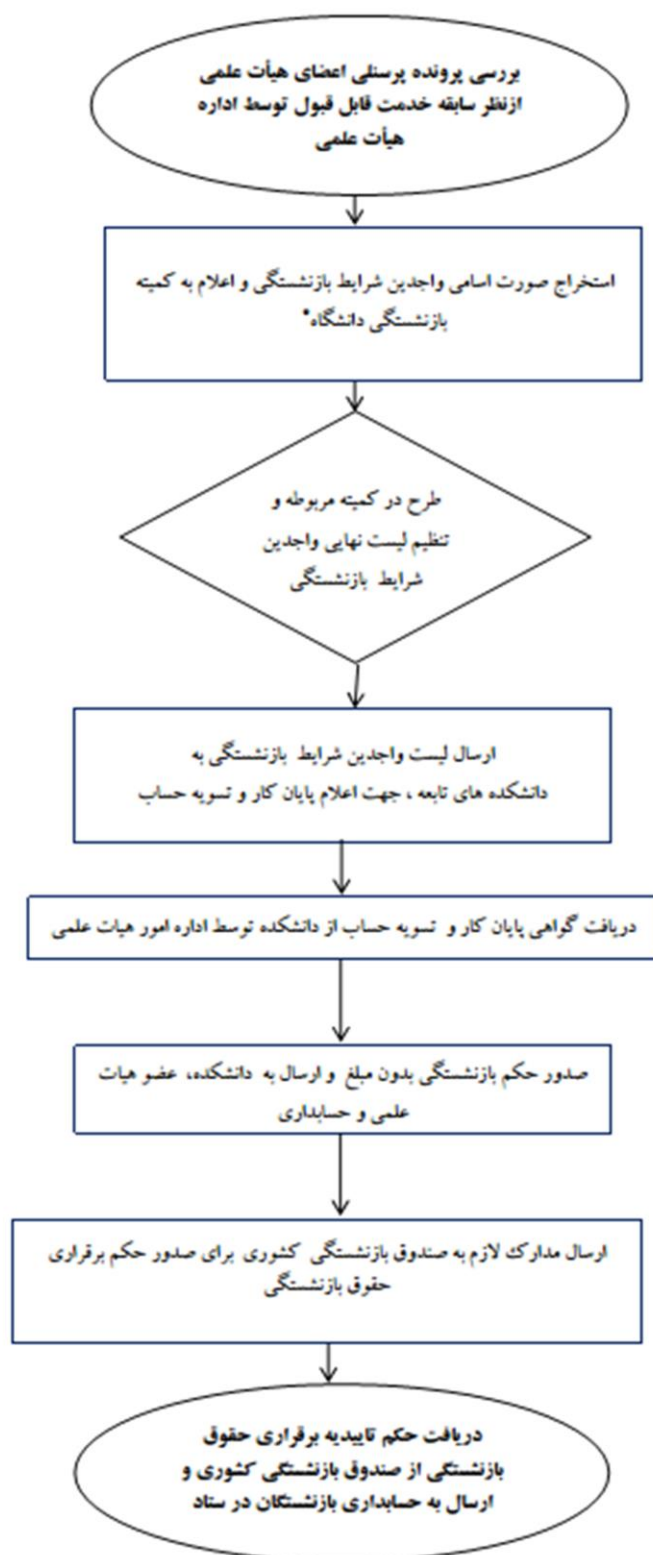 بررسی پرونده پرسنلی اعضای هیأت علمی
ازنظر سابقه خدمت قابل قبول توسط اداره
هیأت علمی
استخراج صورت اسامی واجدین شرایط بازنشستگی و اعلام به کمیته
بازنشستگی دانشگاه*
طرح در کمیته مربوطه و
تنظیم لیست نهایی واجدین
شرایط بازنشستگی
ارسال لیست واجدین شرایط بازنشستگی به
دانشکده های تابعه ، جهت اعلام پایان کار و تسویه حساب
دریافت گواهی پایان کار و تسویه حساب از دانشکده توسط اداره امور هیات علمی
صدور حکم بازنشستگی بدون مبلغ و ارسال به دانشکده، عضو هیات
علمی و حسابداری
ارسال مدارک لازم به صندوق بازنشستگی کشوری برای صدور حکم برقراری
حقوق بازنشستگی
دریافت حکم تاییدیه برقراری حقوق
بازنشستگی از صندوق بازنشستگی کشوری و
ارسال به حسابداری بازنشستگان در ستاد